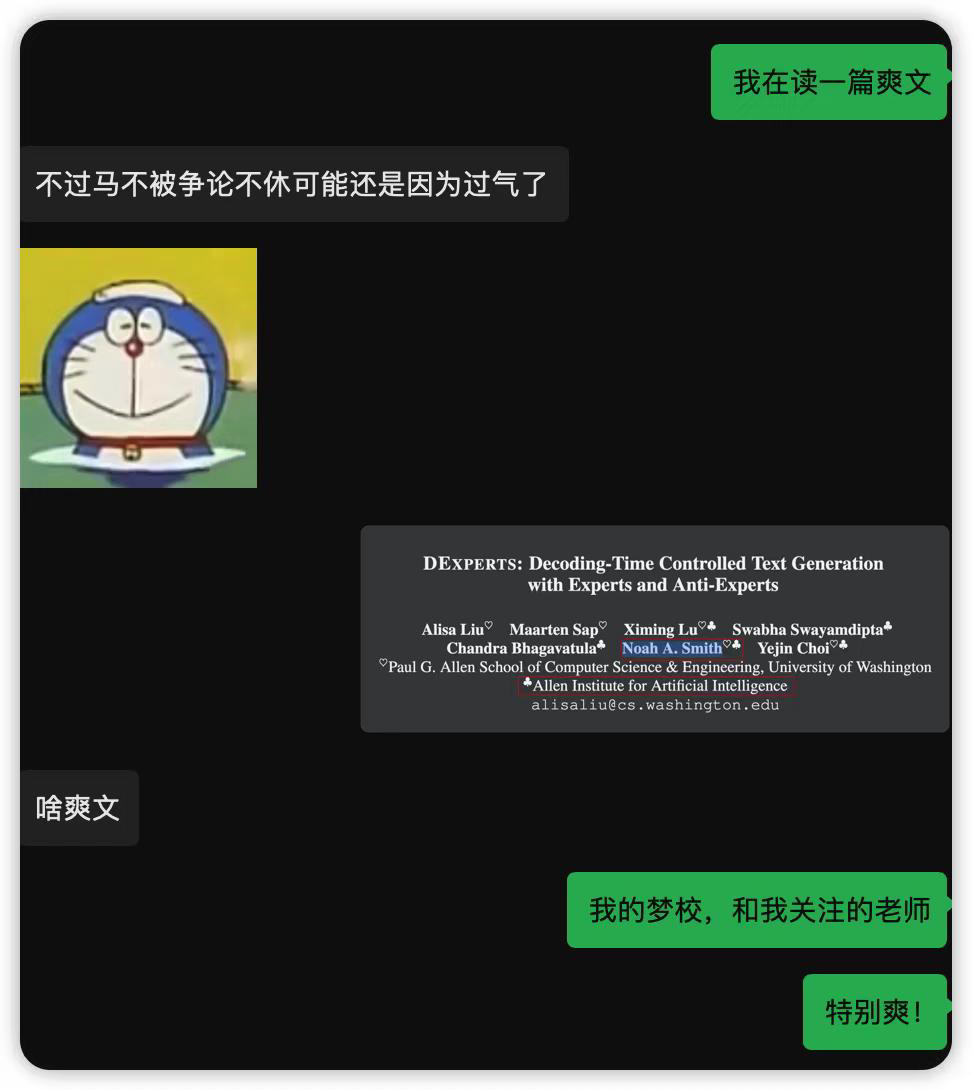 我在读一篇爽文
不过马不被争论不休可能还是因为过气了
DEXPERTS: Decoding-Time Controlled Text Generation
with Experts and Anti-Experts
Alisa Liu♡ Maarten Sap♡ Ximing Lu♡♣ Swabha Swayamdipta♣
Chandra Bhagavatula♣ Noah A. Smith♡♣ Yejin Choi♡♣
♡Paul G. Allen School of Computer Science & Engineering, University of Washington
♣Allen Institute for Artificial Intelligence
alisaliu@cs.washington.edu
啥爽文
我的梦校，和我关注的老师
特别爽！